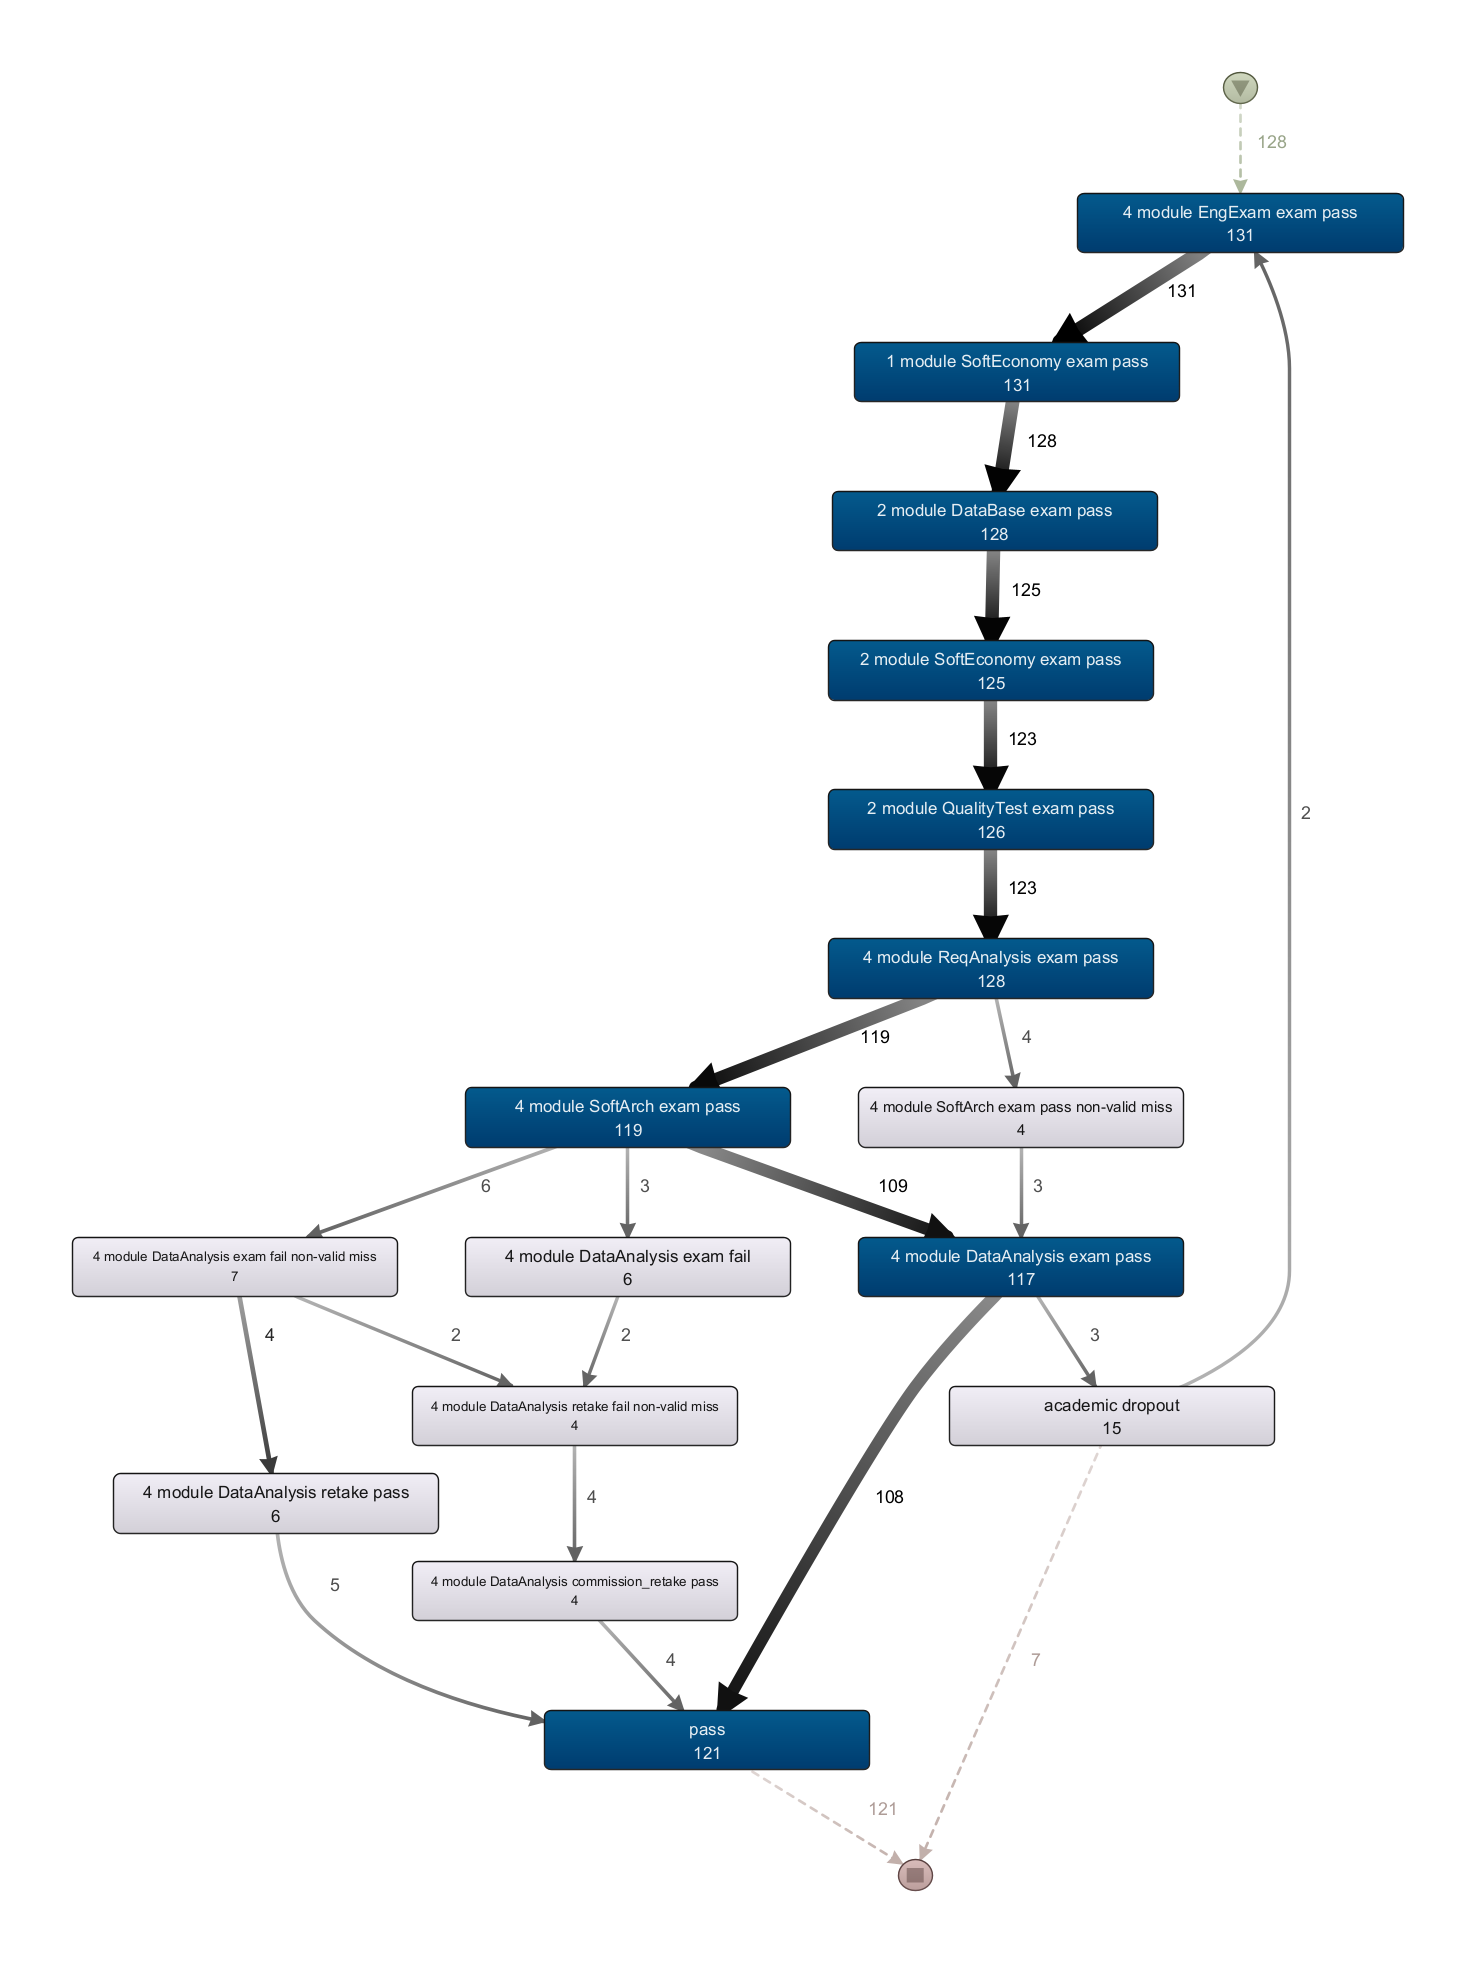 128
4 module EngExam exam pass
131
131
1 module SoftEconomy exam pass
131
128
2 module DataBase exam pass
128
125
2 module SoftEconomy exam pass
125
123
2 module QualityTest exam pass
126
2
123
4 module ReqAnalysis exam pass
128
119
4
4 module SoftArch exam pass
119
4 module SoftArch exam pass non-valid miss
4
6
3
109
3
4 module DataAnalysis exam fail non-valid miss
7
4 module DataAnalysis exam fail
6
4 module DataAnalysis exam pass
117
4
2
2
3
4 module DataAnalysis retake fail non-valid miss
4
academic dropout
15
4 module DataAnalysis retake pass
6
4
108
5
4 module DataAnalysis commission_retake pass
4
4
7
pass
121
121